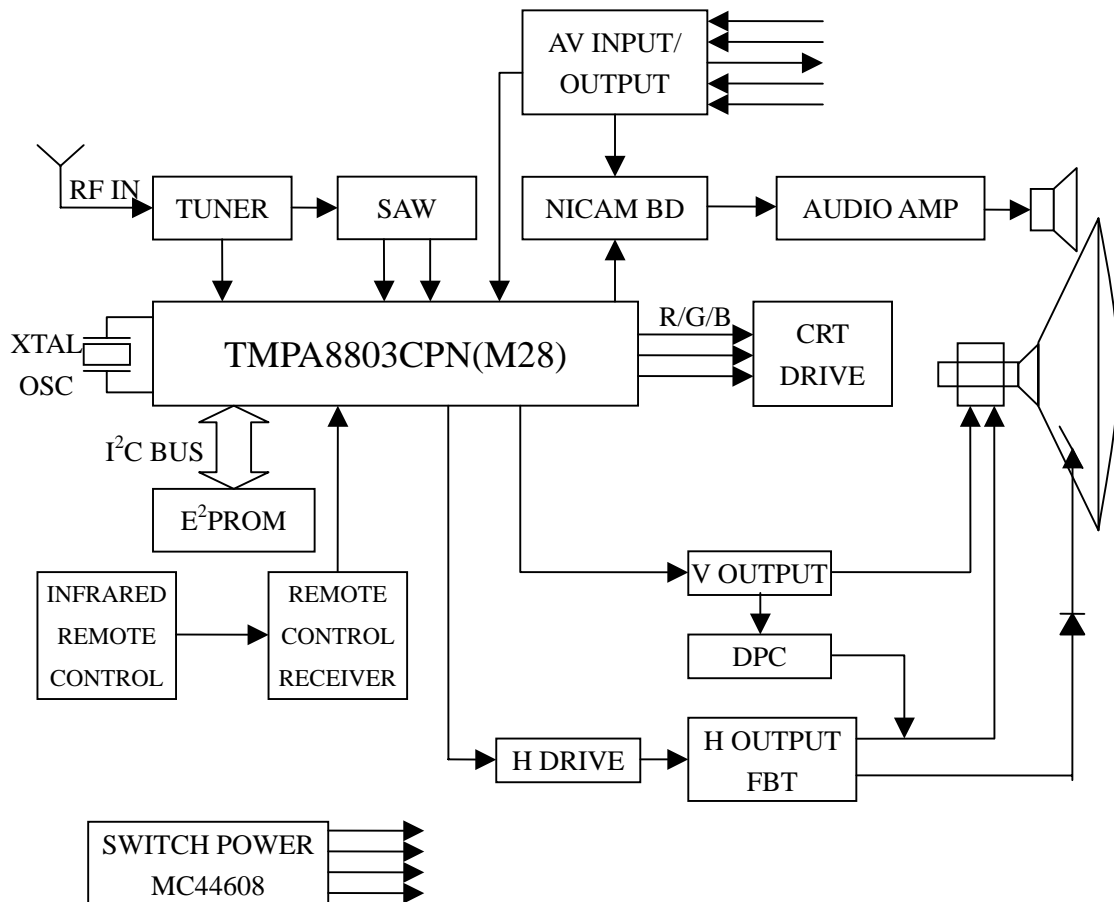 AV INPUT/
OUTPUT
RF IN
TUNER
SAW
NICAM BD
AUDIO AMP
XTAL
OSC
TMPA8803CPN(M28)
R/G/B
CRT
DRIVE
I²C BUS
E²PROM
INFRARED
REMOTE
CONTROL
REMOTE
CONTROL
RECEIVER
V OUTPUT
DPC
H DRIVE
H OUTPUT
FBT
SWITCH POWER
MC44608